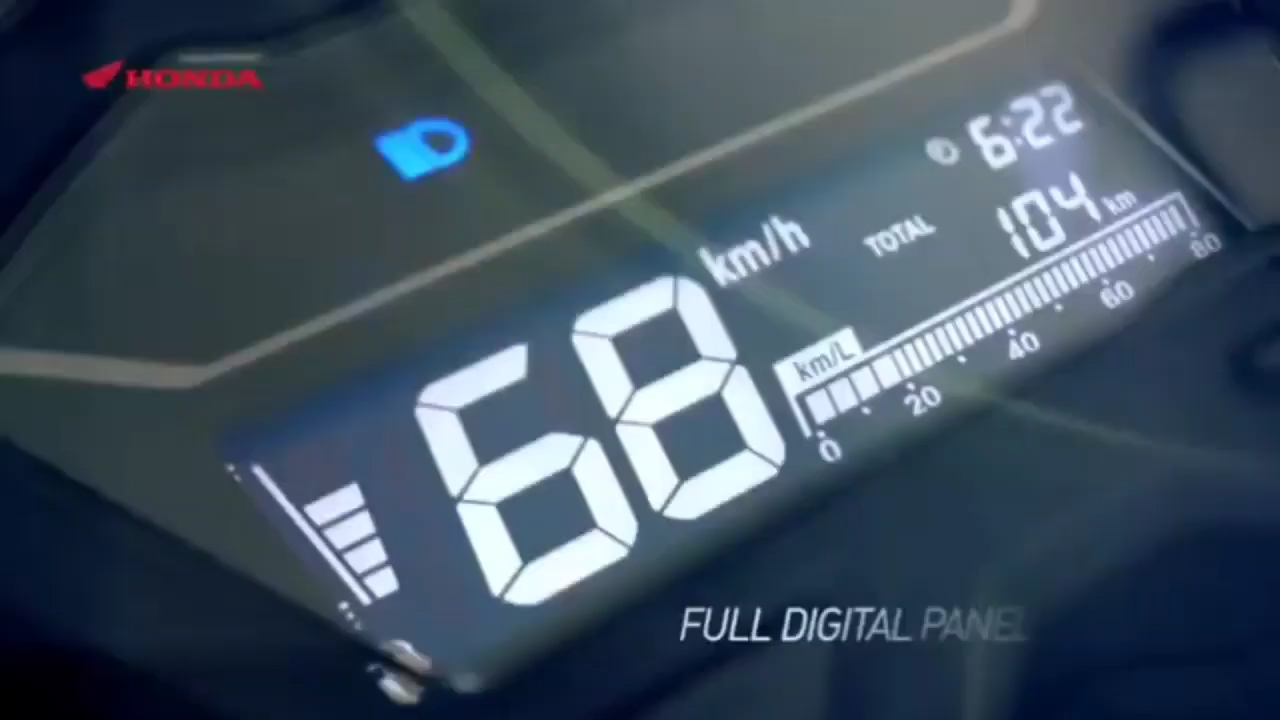 HONDA
6:22
TOTAL 104 km
68 km/h
km/L
0 20 40 60 80
FULL DIGITAL PANEL